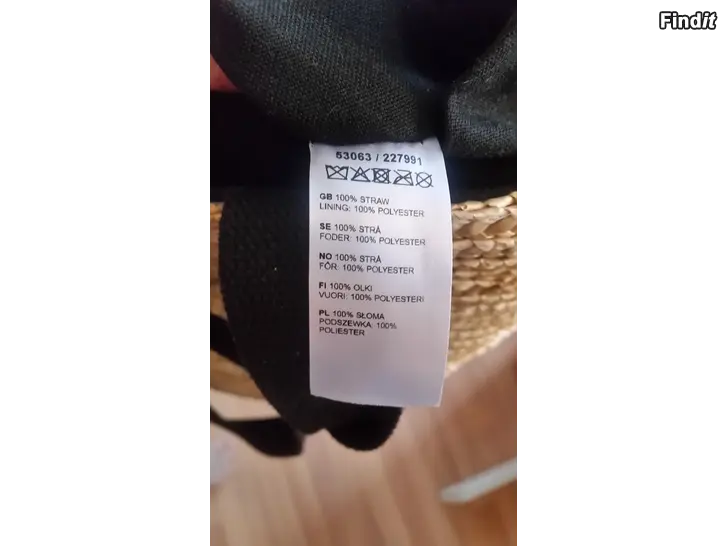 Findit
53063 / 227991
GB 100% STRAW
LINING: 100% POLYESTER
SE 100% STRÅ
FODER: 100% POLYESTER
NO 100% STRÅ
FÔR: 100% POLYESTER
FI 100% OLKI
VUORI: 100% POLYESTERI
PL 100% SŁOMA
PODSZEWKA: 100%
POLIESTER